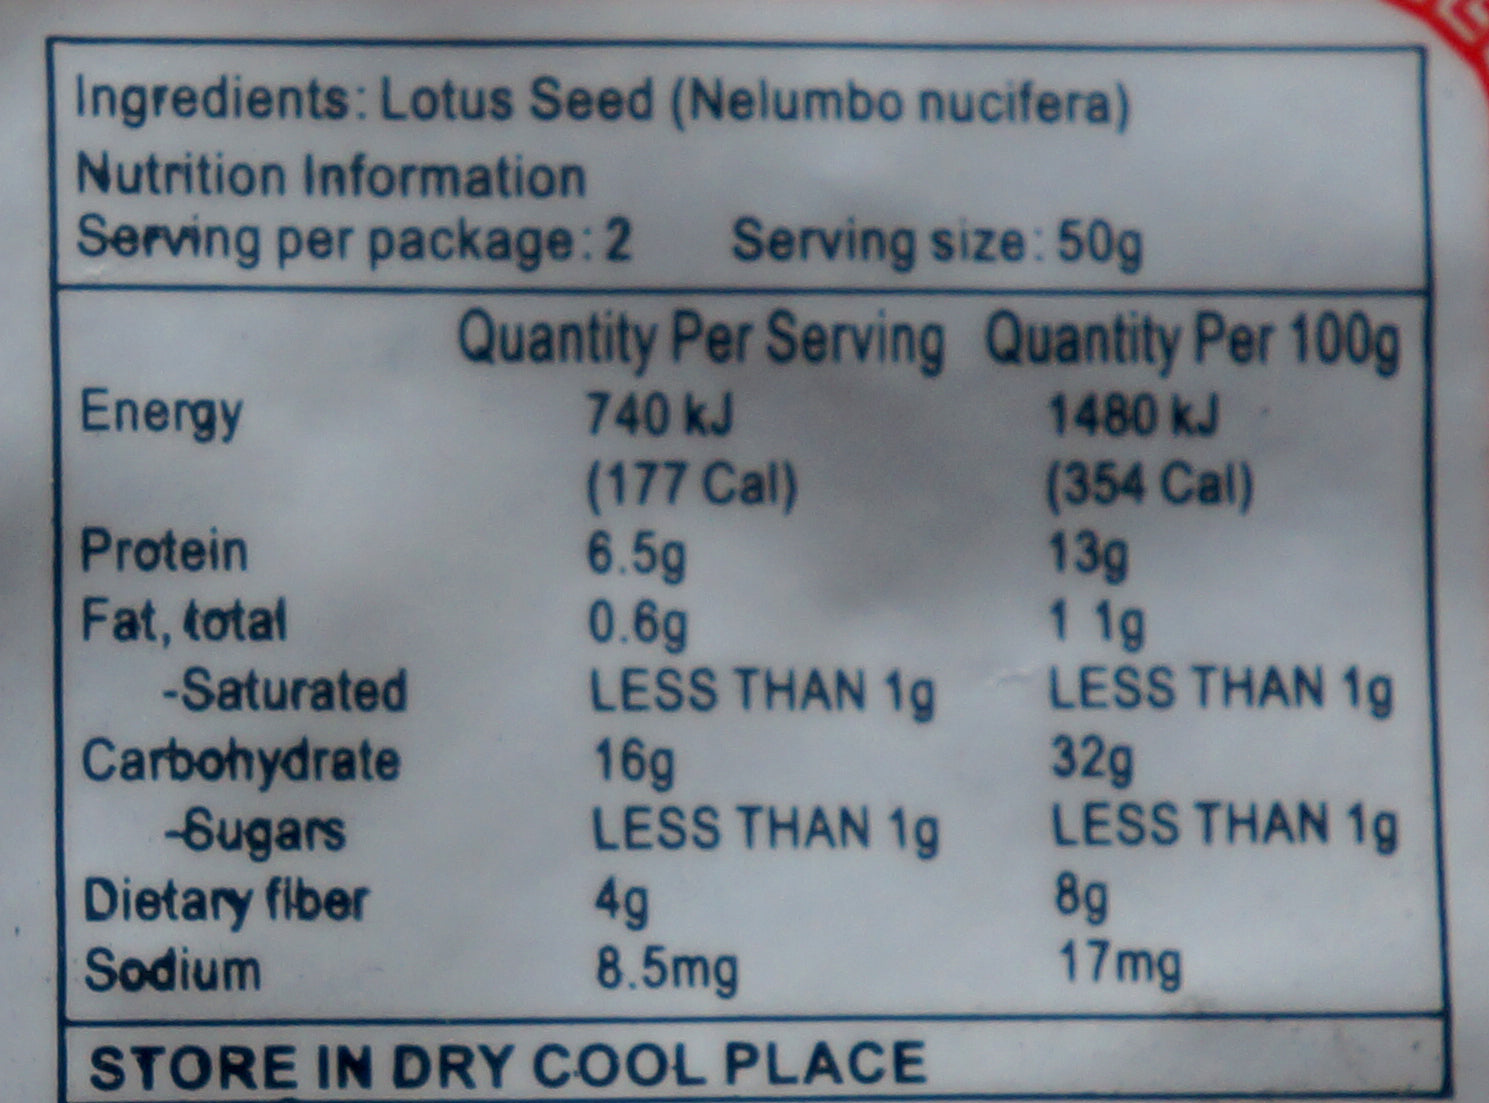 Ingredients: Lotus Seed (Nelumbo nucifera)
Nutrition Information
Serving per package: 2 Serving size: 50g
Quantity Per Serving Quantity Per 100g
Energy 740 kJ 1480 kJ
(177 Cal) (354 Cal)
Protein 6.5g 13g
Fat, total 0.6g 1 1g
-Saturated LESS THAN 1g LESS THAN 1g
Carbohydrate 16g 32g
-Sugars LESS THAN 1g LESS THAN 1g
Dietary fiber 4g 8g
Sodium 8.5mg 17mg
STORE IN DRY COOL PLACE